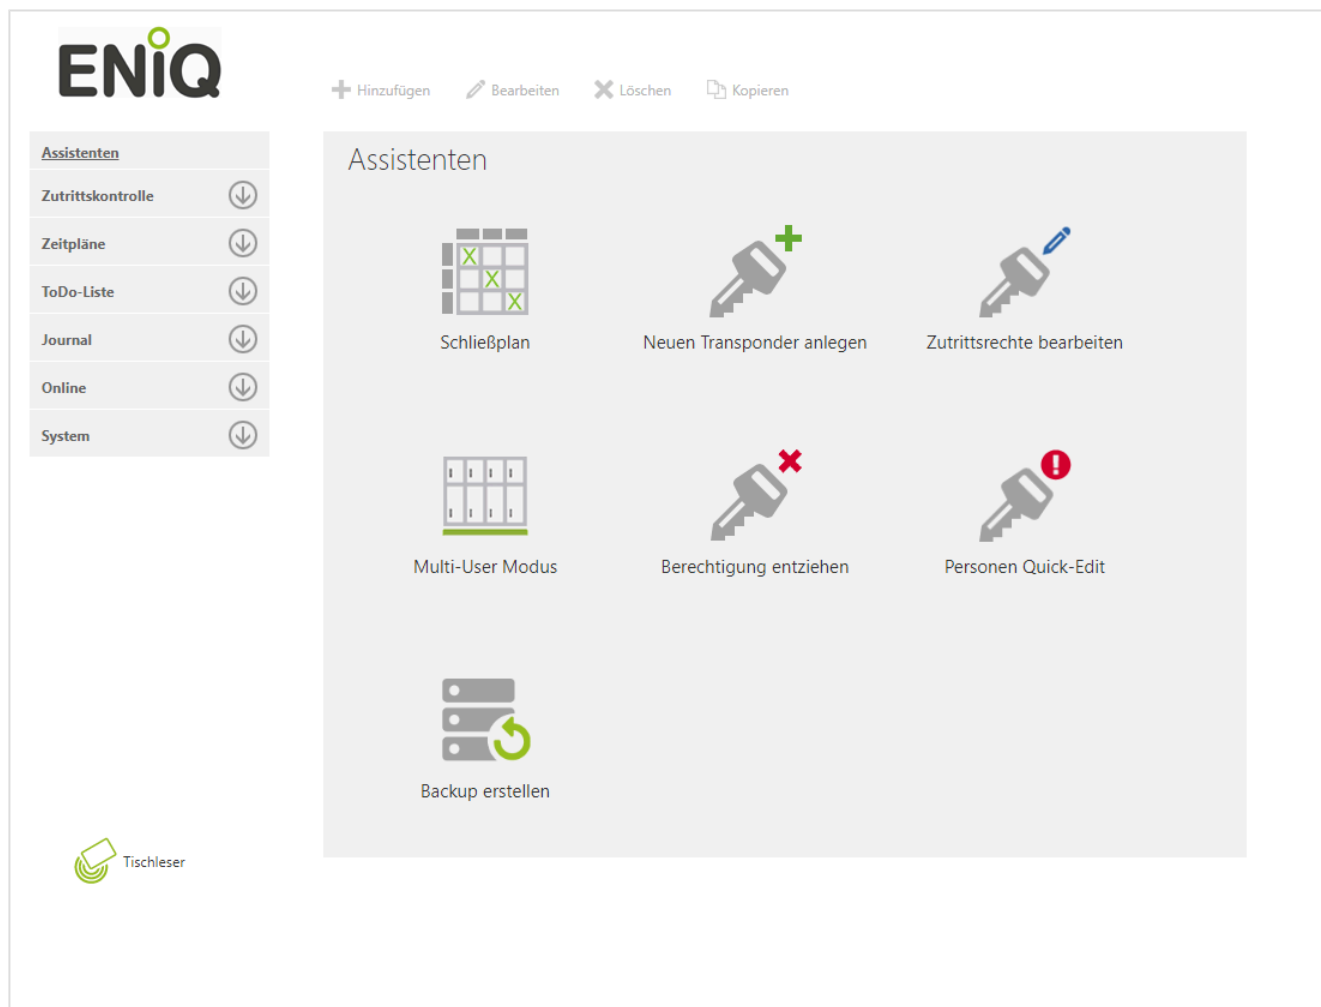 ENiQ
Hinzufügen Bearbeiten Löschen Kopieren
Assistenten
Zutrittskontrolle
Zeitpläne
ToDo-Liste
Journal
Online
System
Assistenten
Schließplan
Neuen Transponder anlegen
Zutrittsrechte bearbeiten
Multi-User Modus
Berechtigung entziehen
Personen Quick-Edit
Backup erstellen
Tischleser